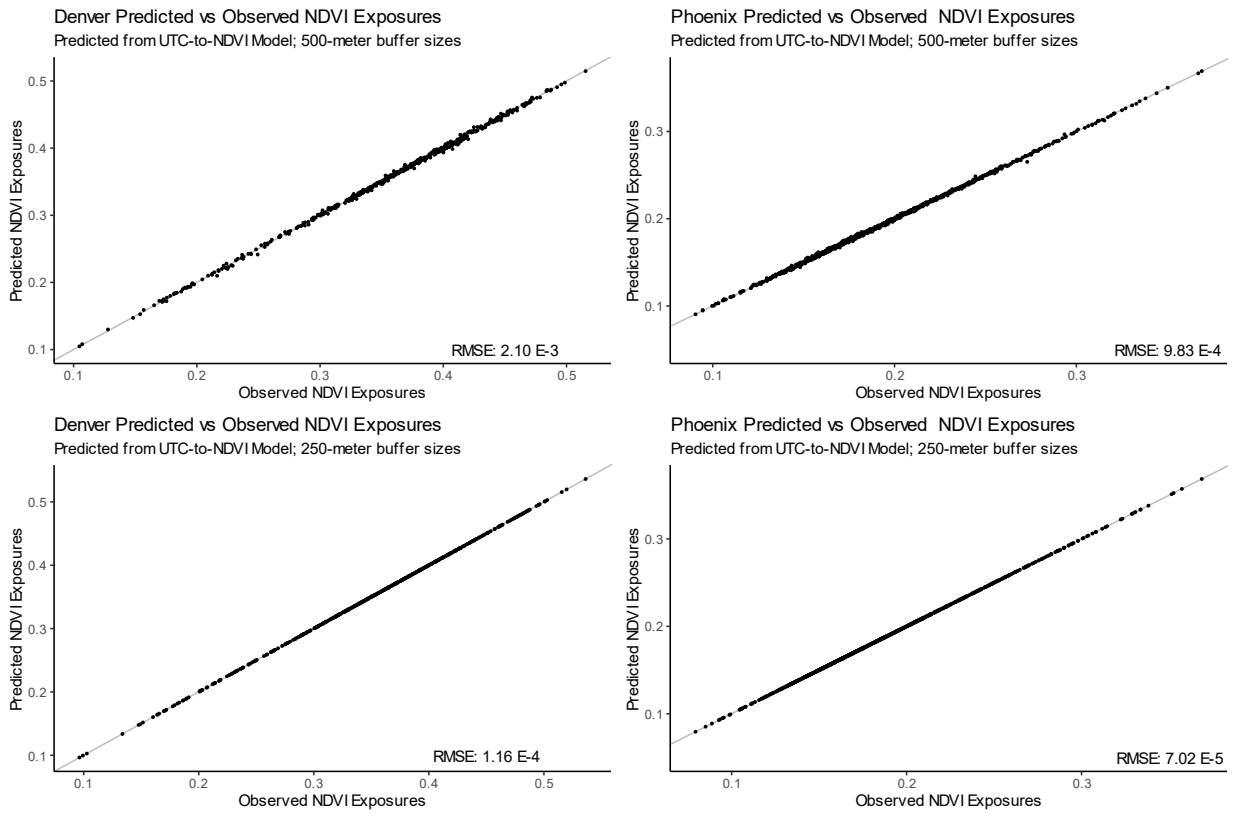 Denver Predicted vs Observed NDVI Exposures
Predicted from UTC-to-NDVI Model; 500-meter buffer sizes
Predicted NDVI Exposures
0.5
0.4
0.3
0.2
0.1
RMSE: 2.10 E-3
0.1 0.2 0.3 0.4 0.5
Observed NDVI Exposures
Phoenix Predicted vs Observed  NDVI Exposures
Predicted from UTC-to-NDVI Model; 500-meter buffer sizes
Predicted NDVI Exposures
0.3
0.2
0.1
RMSE: 9.83 E-4
0.1 0.2 0.3
Observed NDVI Exposures
Denver Predicted vs Observed NDVI Exposures
Predicted from UTC-to-NDVI Model; 250-meter buffer sizes
Predicted NDVI Exposures
0.5
0.4
0.3
0.2
0.1
RMSE: 1.16 E-4
0.1 0.2 0.3 0.4 0.5
Observed NDVI Exposures
Phoenix Predicted vs Observed  NDVI Exposures
Predicted from UTC-to-NDVI Model; 250-meter buffer sizes
Predicted NDVI Exposures
0.3
0.2
0.1
RMSE: 7.02 E-5
0.1 0.2 0.3
Observed NDVI Exposures